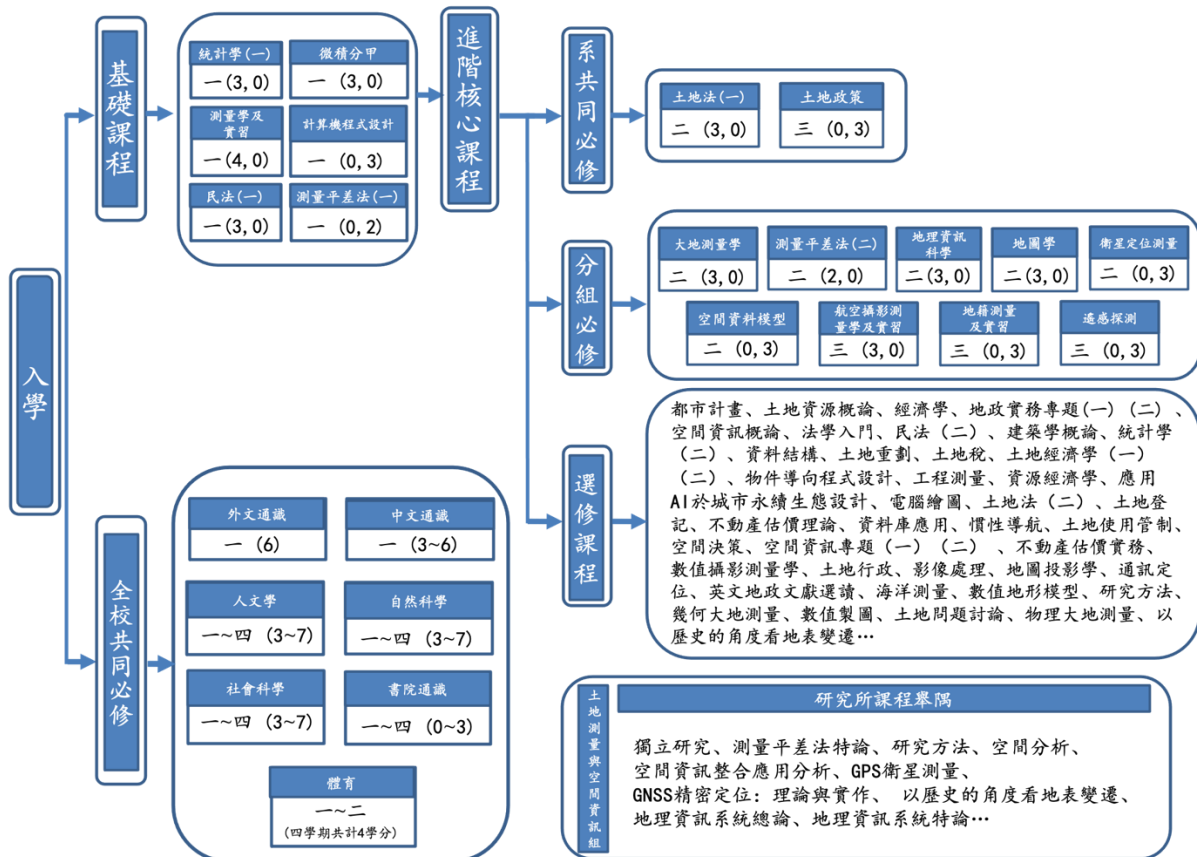 入學
基礎課程
統計學(一)
一(3,0)
微積分甲
一 (3,0)
測量學及
實習
一(4,0)
計算機程式設計
一 (0,3)
民法(一)
一(3,0)
測量平差法(一)
一 (0,2)
進階核心課程
系共同必修
土地法(一)
二 (3,0)
土地政策
三 (0,3)
分組必修
大地測量學
二 (3,0)
測量平差法(二)
二 (2,0)
地理資訊
科學
二(3,0)
地圖學
二(3,0)
衛星定位測量
二 (0,3)
空間資料模型
二 (0,3)
航空攝影測
量學及實習
三 (3,0)
地籍測量
及實習
三 (0,3)
遙感探測
三 (0,3)
選修課程
都市計畫、土地資源概論、經濟學、地政實務專題(一)(二)、
空間資訊概論、法學入門、民法(二)、建築學概論、統計學
(二)、資料結構、土地重劃、土地稅、土地經濟學(一)
(二)、物件導向程式設計、工程測量、資源經濟學、應用
AI於城市永續生態設計、電腦繪圖、土地法(二)、土地登
記、不動產估價理論、資料庫應用、慣性導航、土地使用管制、
空間決策、空間資訊專題(一)(二) 、不動產估價實務、
數值攝影測量學、土地行政、影像處理、地圖投影學、通訊定
位、英文地政文獻選讀、海洋測量、數值地形模型、研究方法、
幾何大地測量、數值製圖、土地問題討論、物理大地測量、以
歷史的角度看地表變遷…
全校共同必修
外文通識
一 (6)
中文通識
一 (3~6)
人文學
一~四 (3~7)
自然科學
一~四 (3~7)
社會科學
一~四 (3~7)
書院通識
一~四 (0~3)
體育
一~二
(四學期共計4學分)
土地測量與空間資訊組
研究所課程舉隅
獨立研究、測量平差法特論、研究方法、空間分析、
空間資訊整合應用分析、GPS衛星測量、
GNSS精密定位：理論與實作、 以歷史的角度看地表變遷、
地理資訊系統總論、地理資訊系統特論…